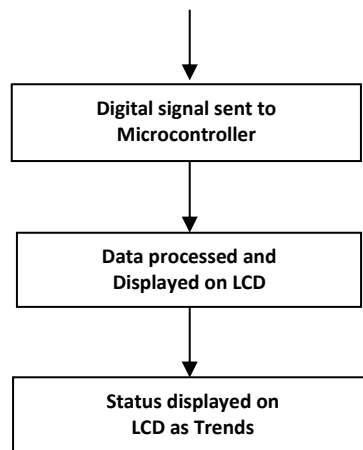 Digital signal sent to
Microcontroller
Data processed and
Displayed on LCD
Status displayed on
LCD as Trends